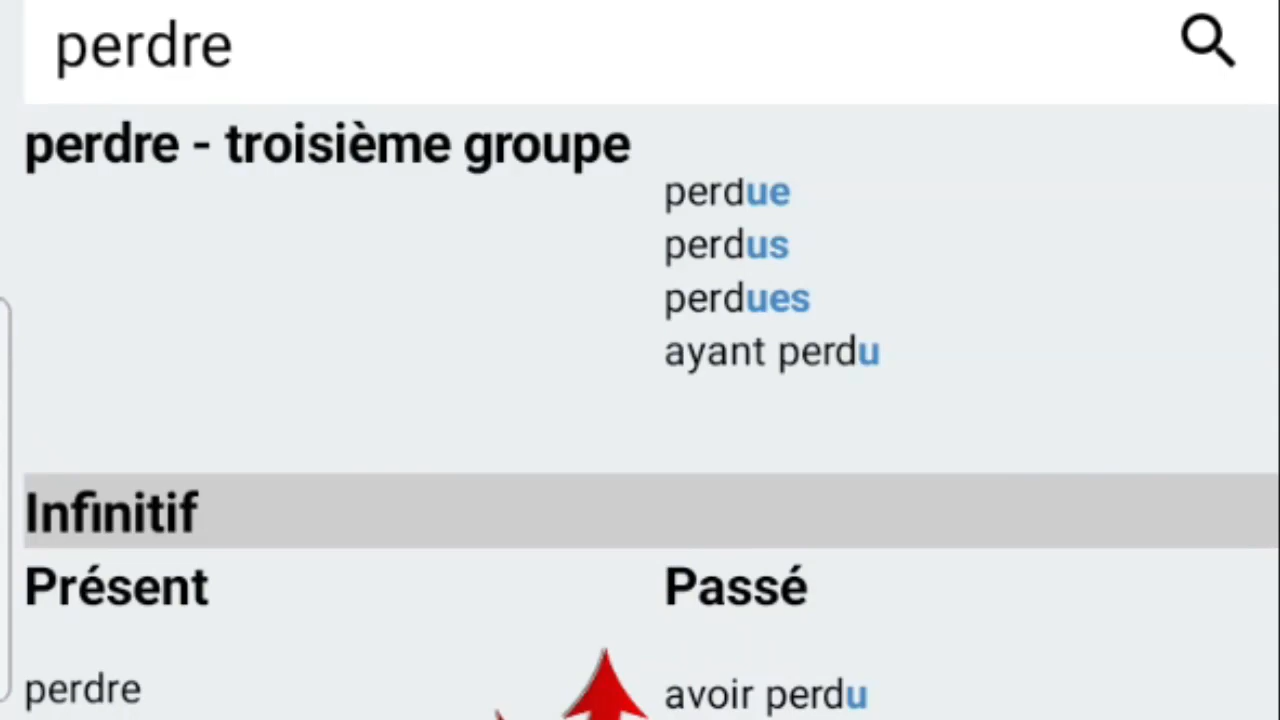 perdre
perdre - troisième groupe
perdue
perdus
perdues
ayant perdu
Infinitif
Présent
Passé
perdre
avoir perdu